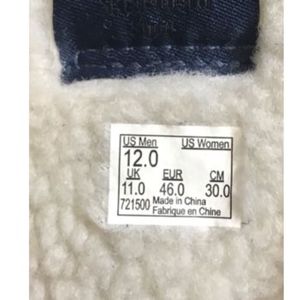 US Men US Women
12.0
UK EUR CM
11.0 46.0 30.0
721500 Made in China
Fabrique en Chine